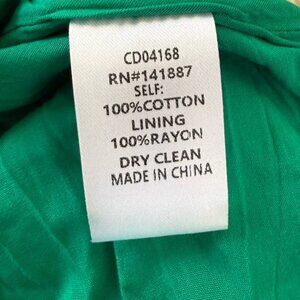 CD04168
RN#141887
SELF:
100%COTTON
LINING
100%RAYON
DRY CLEAN
MADE IN CHINA